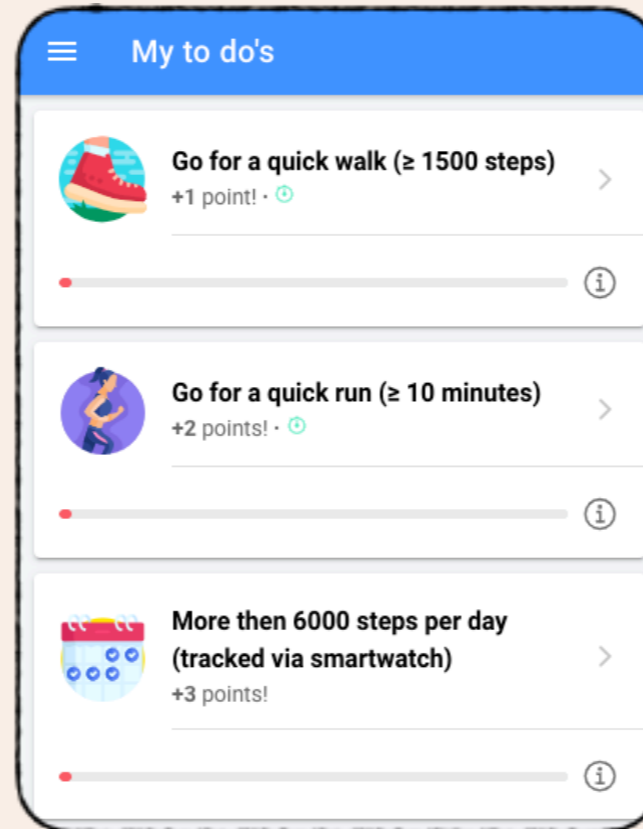 My to do's
Go for a quick walk (≥ 1500 steps)
+1 point! ·
Go for a quick run (≥ 10 minutes)
+2 points! ·
More then 6000 steps per day
(tracked via smartwatch)
+3 points!